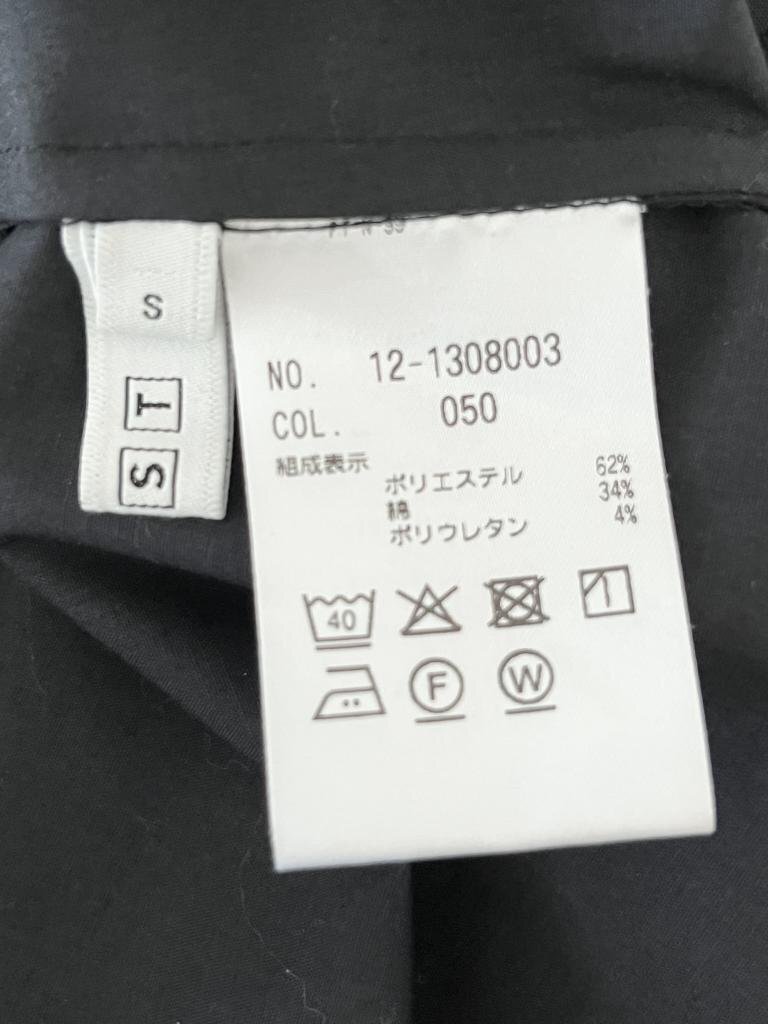 S
T
S
NO. 12-1308003
COL. 050
組成表示
ポリエステル 62%
綿 34%
ポリウレタン 4%
40
F
W